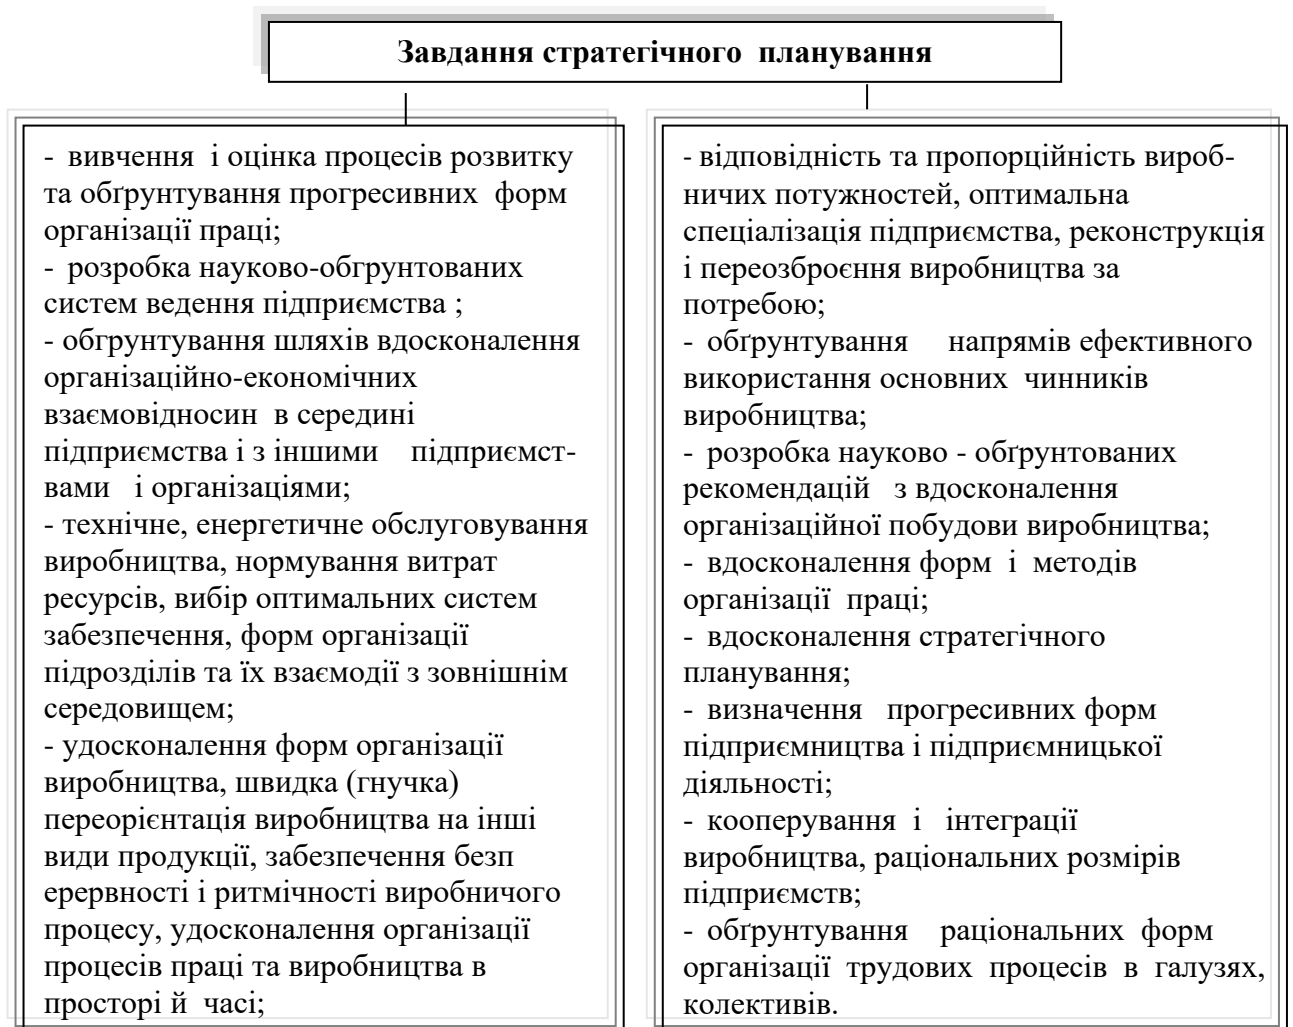 Завдання стратегічного планування
- вивчення і оцінка процесів розвитку
та обґрунтування прогресивних форм
організації праці;
- розробка науково-обгрунтованих
систем ведення підприємства ;
- обгрунтування шляхів вдосконалення
організаційно-економічних
взаємовідносин в середині
підприємства і з іншими підприємст-
вами і організаціями;
- технічне, енергетичне обслуговування
виробництва, нормування витрат
ресурсів, вибір оптимальних систем
забезпечення, форм організації
підрозділів та їх взаємодії з зовнішнім
середовищем;
- удосконалення форм організації
виробництва, швидка (гнучка)
переорієнтація виробництва на інші
види продукції, забезпечення безп
ерервності і ритмічності виробничого
процесу, удосконалення організації
процесів праці та виробництва в
просторі й часі;
- відповідність та пропорційність вироб-
ничих потужностей, оптимальна
спеціалізація підприємства, реконструкція
і переозброєння виробництва за
потребою;
- обґрунтування напрямів ефективного
використання основних чинників
виробництва;
- розробка науково - обґрунтованих
рекомендацій з вдосконалення
організаційної побудови виробництва;
- вдосконалення форм і методів
організації праці;
- вдосконалення стратегічного
планування;
- визначення прогресивних форм
підприємництва і підприємницької
діяльності;
- кооперування і інтеграції
виробництва, раціональних розмірів
підприємств;
- обґрунтування раціональних форм
організації трудових процесів в галузях,
колективів.